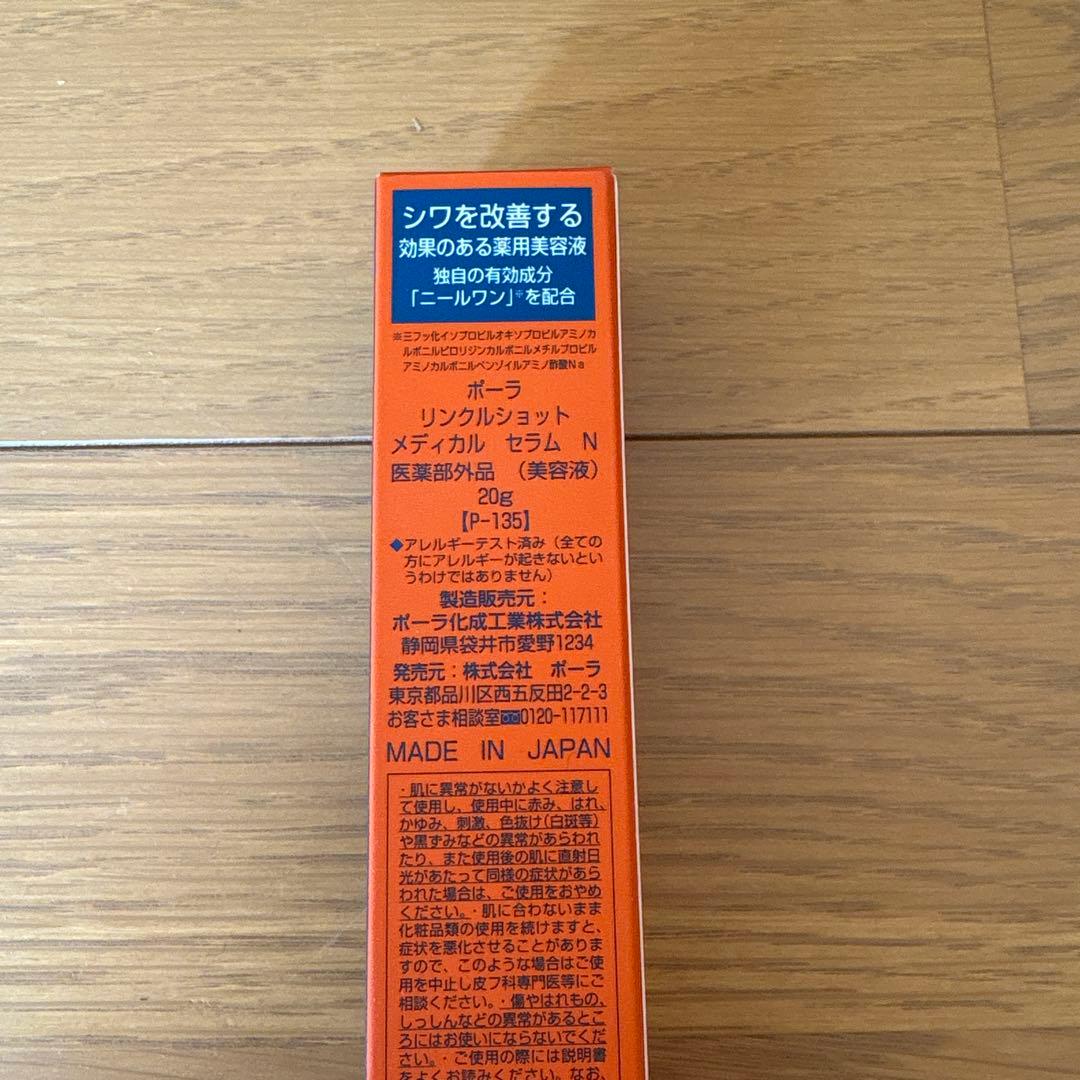 シワを改善する
効果のある薬用美容液
独自の有効成分
「ニールワン」※を配合
※三フッ化イソプロピルオキソプロピルアミノカ
ルボニルピロリジンカルボニルメチルプロピル
アミノカルボニルベンゾイルアミノ酢酸Na
ポーラ
リンクルショット
メディカル セラム N
医薬部外品 (美容液)
20g
【P-135】
◆アレルギーテスト済み(全ての
方にアレルギーが起きないとい
うわけではありません)
製造販売元:
ポーラ化成工業株式会社
静岡県袋井市愛野1234
発売元:株式会社 ポーラ
東京都品川区西五反田2-2-3
お客さま相談室0120-117111
MADE IN JAPAN
・肌に異常がないかよく注意し
て使用し、使用中に赤み、はれ、
かゆみ、刺激、色抜け(白斑等)
や黒ずみなどの異常があらわれ
たり、また使用後の肌に直射日
光があたって同様の症状があら
われた場合は、ご使用をおやめ
ください。・肌に合わないまま
化粧品類の使用を続けますと、
症状を悪化させることがありま
すので、このような場合はご使
用を中止し皮フ科専門医等にご
相談ください。・傷やはれもの、
しっしんなどの異常があるとこ
ろにはお使いにならないでくだ
さい。・ご使用の際には説明書
をよくお読みください。なお、